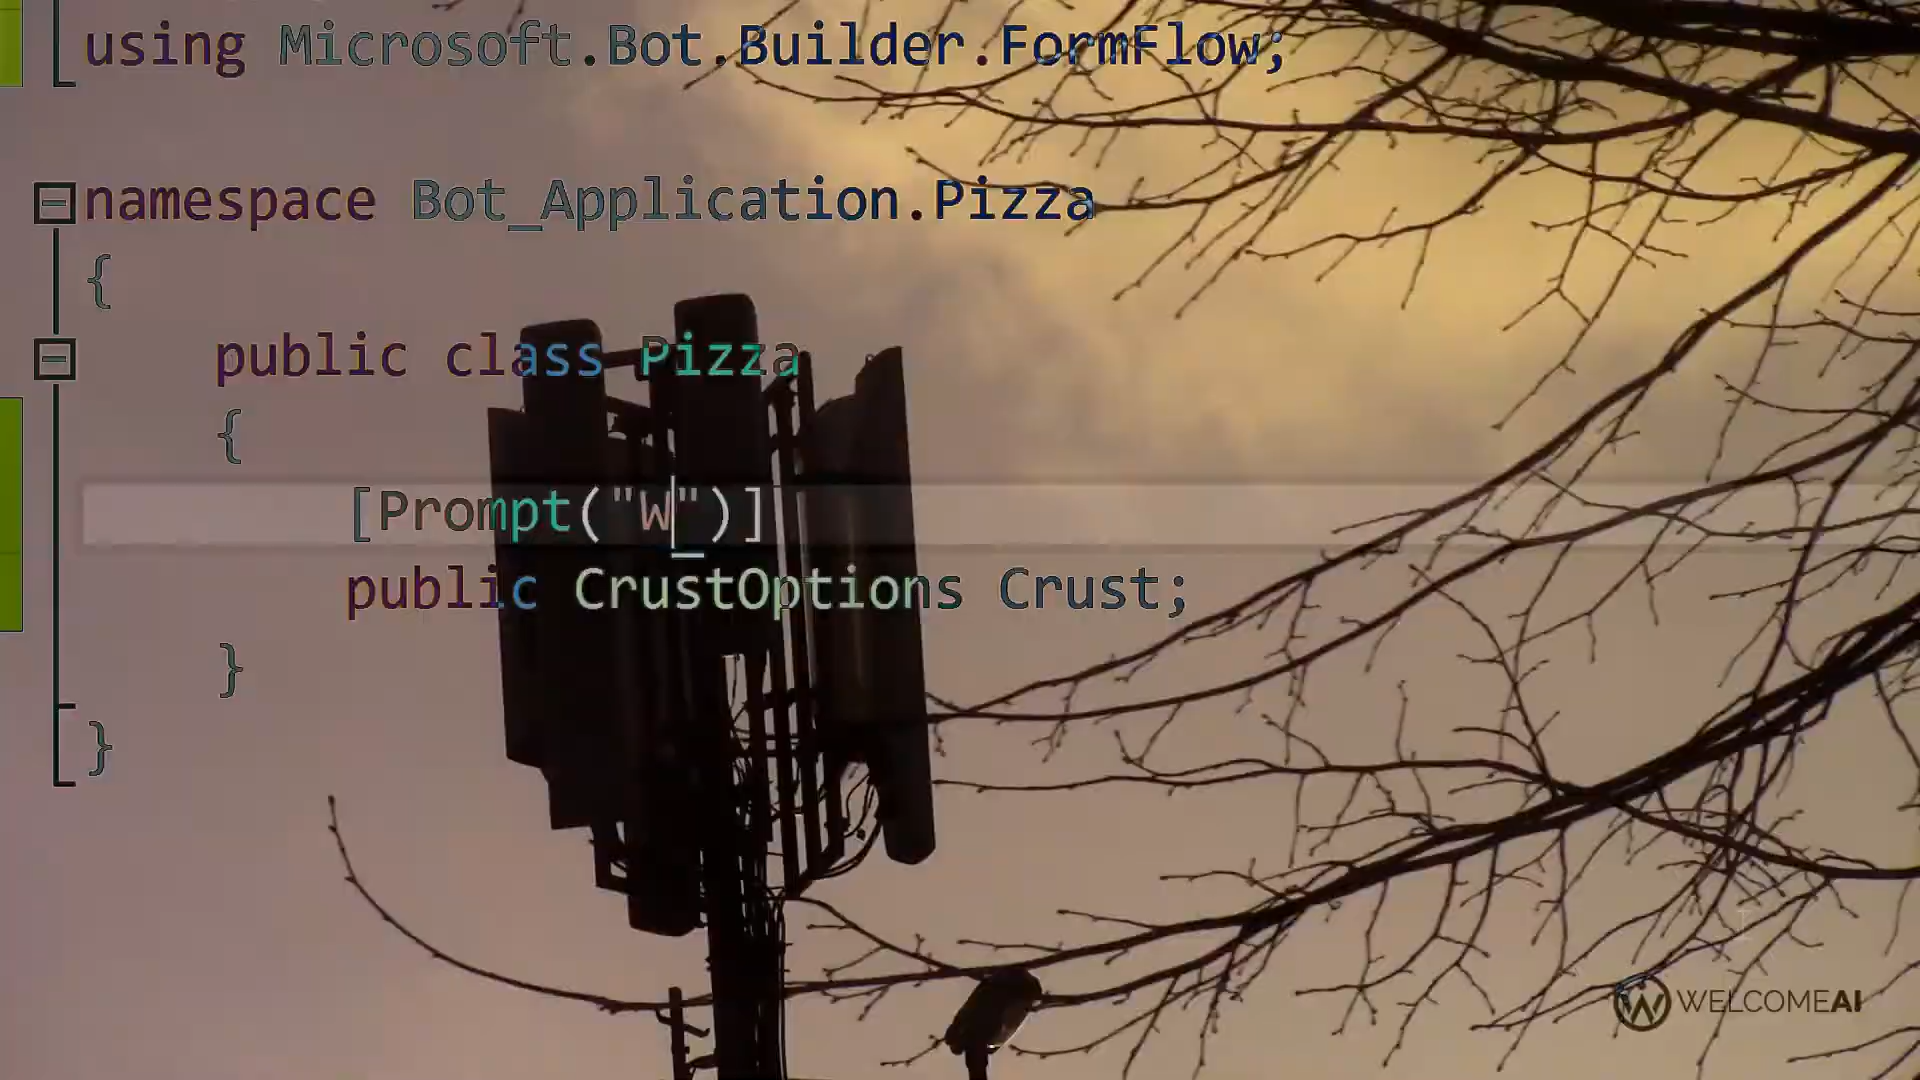 using Microsoft.Bot.Builder.FormFlow;
namespace Bot_Application.Pizza
{
public class Pizza
{
[Prompt("W")]
public CrustOptions Crust;
}
}
WELCOMEAI